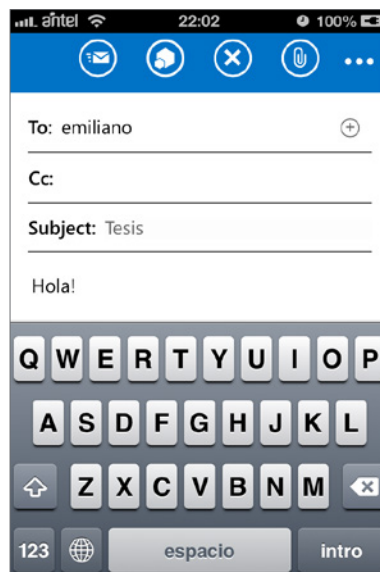 antel 22:02 100%
To: emiliano
Cc:
Subject: Tesis
Hola!
Q W E R T Y U I O P
A S D F G H J K L
Z X C V B N M
123 espacio intro